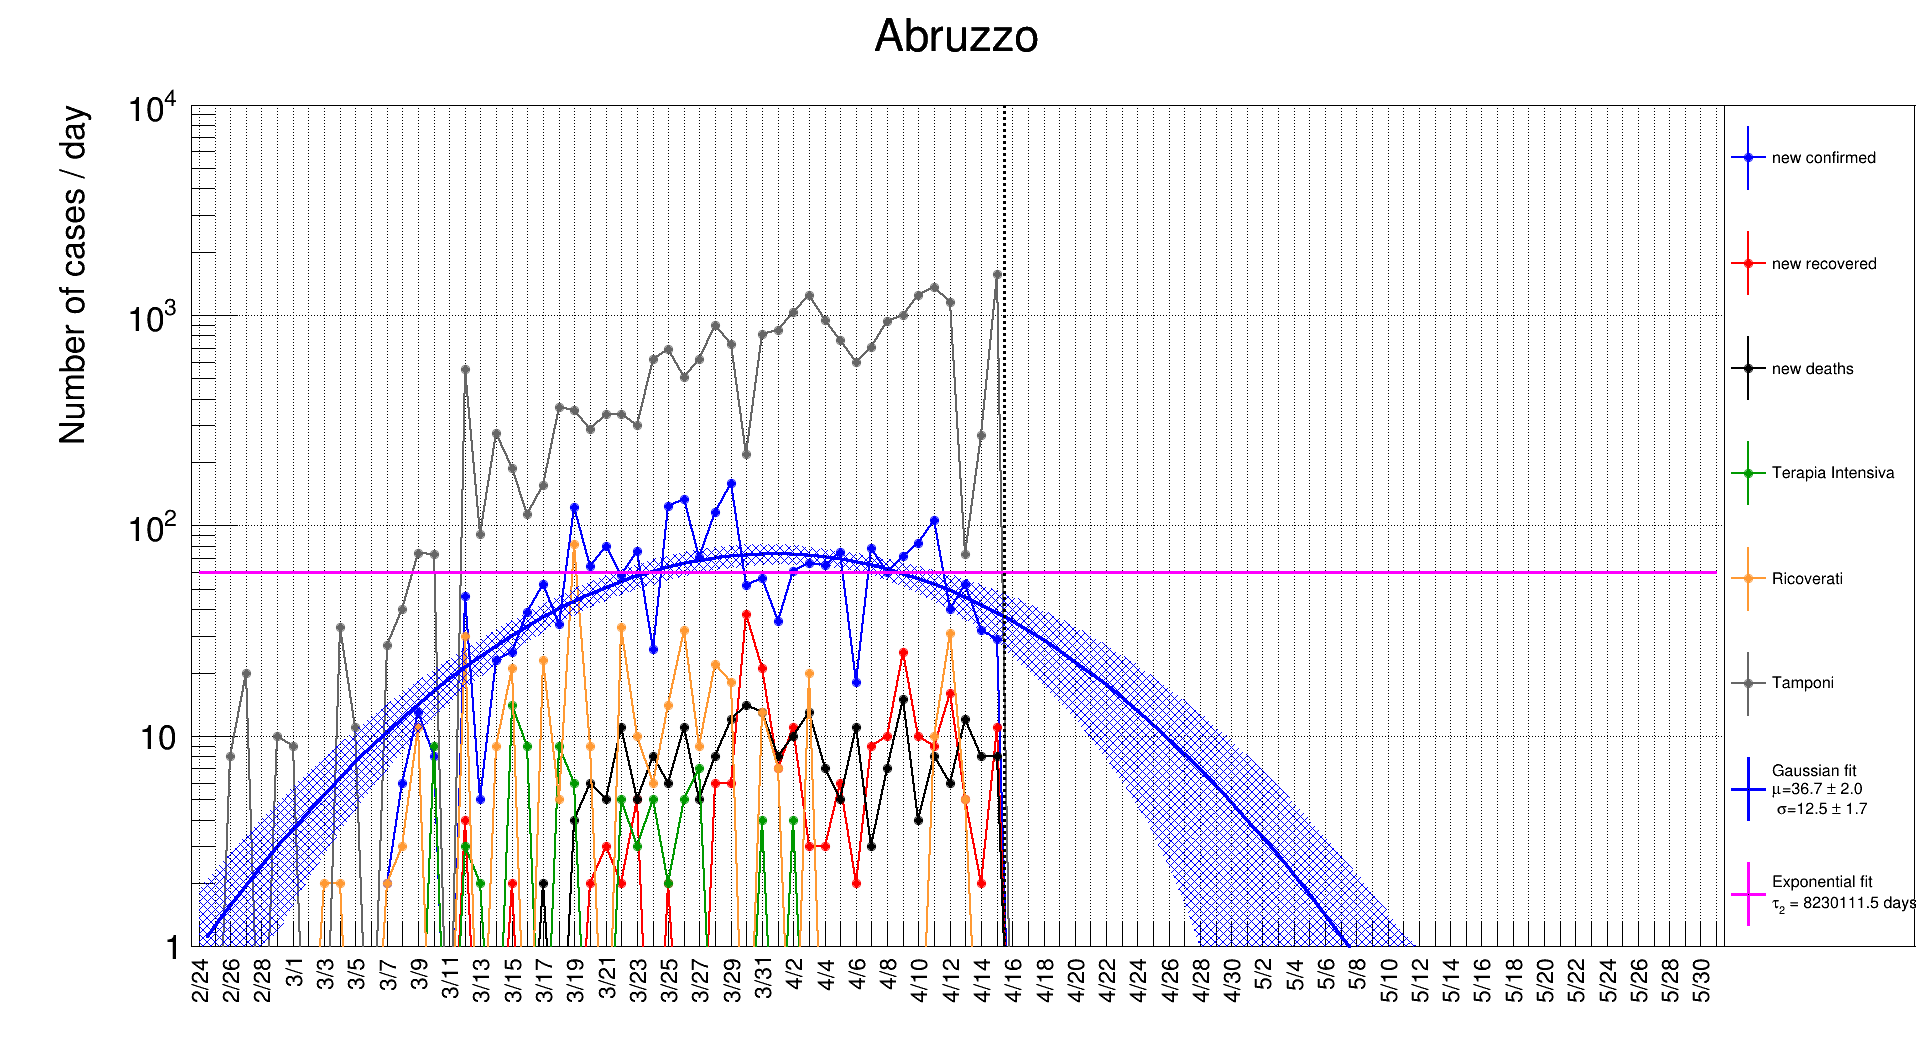 Abruzzo
Number of cases / day
10⁴
10³
10²
10
1
2/24 2/26 2/28 3/1 3/3 3/5 3/7 3/9 3/11 3/13 3/15 3/17 3/19 3/21 3/23 3/25 3/27 3/29 3/31 4/2 4/4 4/6 4/8 4/10 4/12 4/14 4/16 4/18 4/20 4/22 4/24 4/26 4/28 4/30 5/2 5/4 5/6 5/8 5/10 5/12 5/14 5/16 5/18 5/20 5/22 5/24 5/26 5/28 5/30
new confirmed
new recovered
new deaths
Terapia Intensiva
Ricoverati
Tamponi
Gaussian fit
μ=36.7 ± 2.0
σ=12.5 ± 1.7
Exponential fit
τ₂ = 8230111.5 days